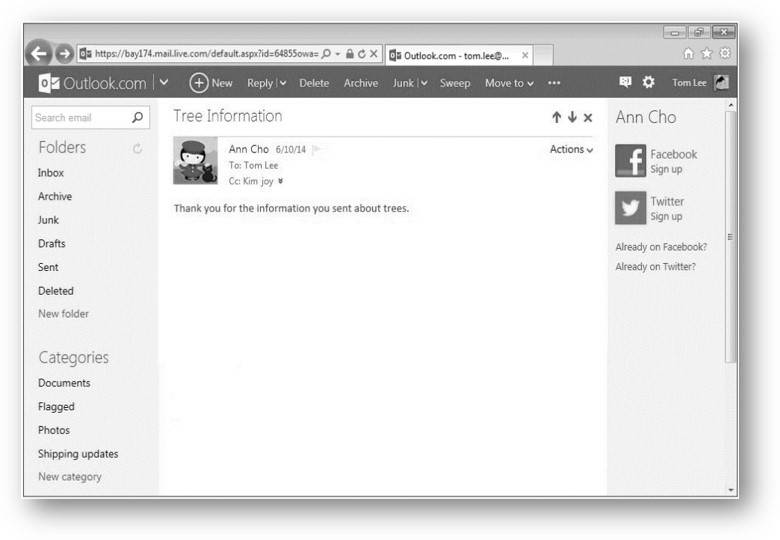 https://bay174.mail.live.com/default.aspx?id=64855owa=
Outlook.com - tom.lee@...
Outlook.com
New Reply Delete Archive Junk Sweep Move to ... Tom Lee
Search email
Folders
Inbox
Archive
Junk
Drafts
Sent
Deleted
New folder
Categories
Documents
Flagged
Photos
Shipping updates
New category
Tree Information
Ann Cho 6/10/14
Actions
To: Tom Lee
Cc: Kim joy
Thank you for the information you sent about trees.
Ann Cho
Facebook
Sign up
Twitter
Sign up
Already on Facebook?
Already on Twitter?